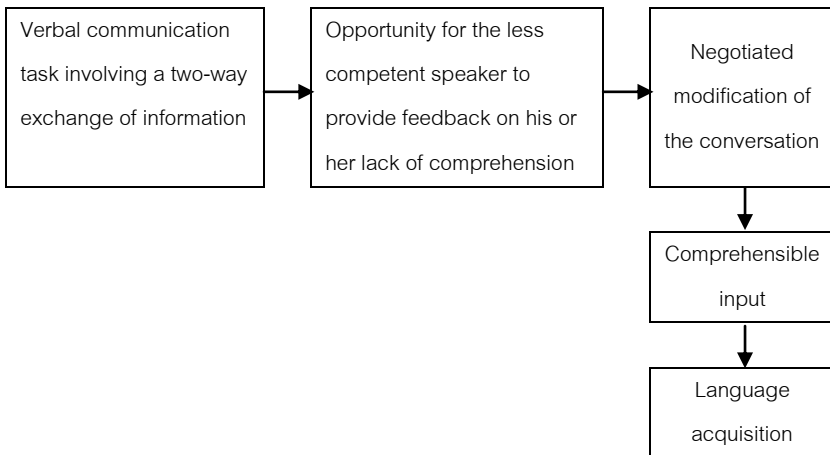 Verbal communication
task involving a two-way
exchange of information
Opportunity for the less
competent speaker to
provide feedback on his or
her lack of comprehension
Negotiated
modification of
the conversation
Comprehensible
input
Language
acquisition